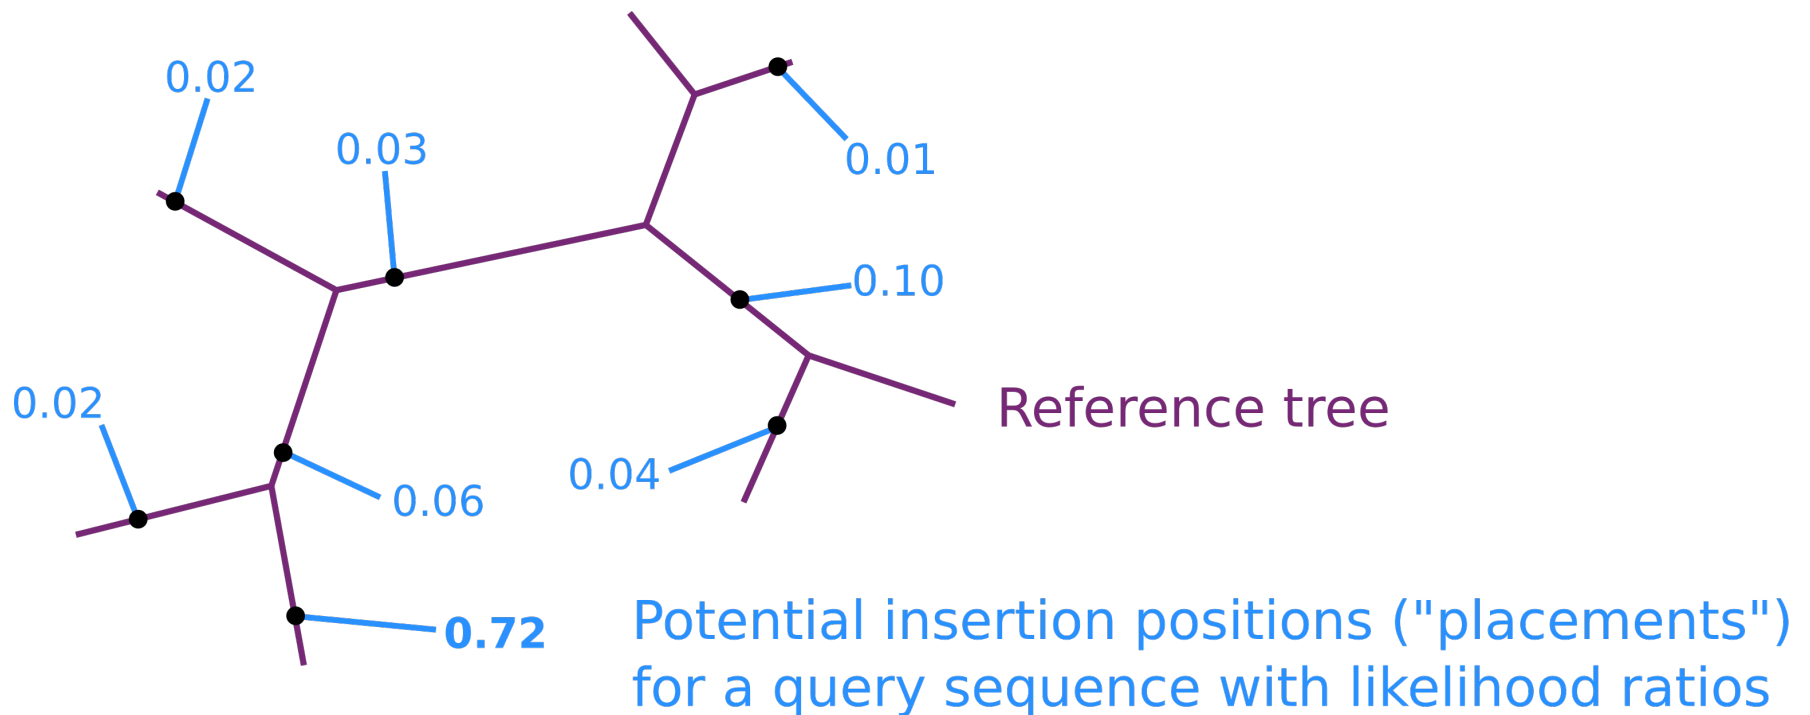 0.02
0.03
0.01
0.10
0.02
Reference tree
0.04
0.06
0.72
Potential insertion positions ("placements")
for a query sequence with likelihood ratios